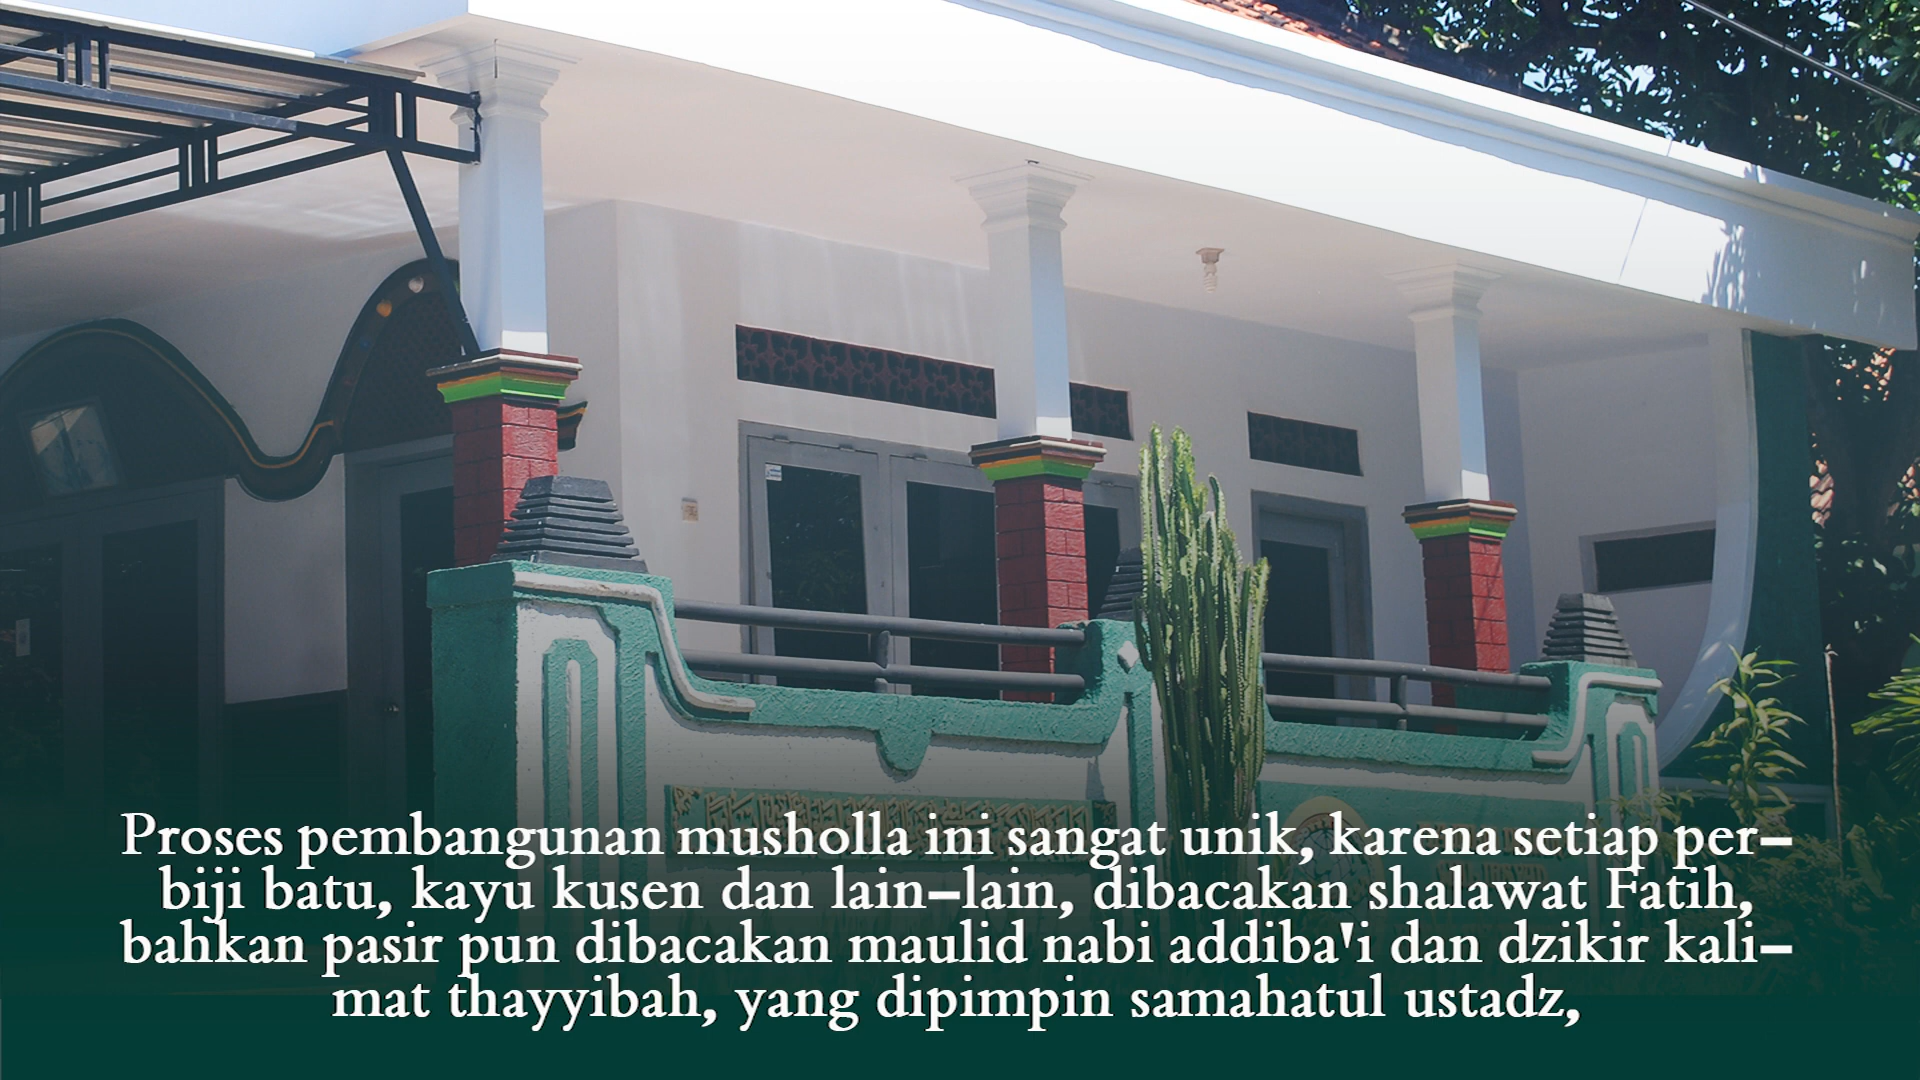 Proses pembangunan musholla ini sangat unik, karena setiap per-
biji batu, kayu kusen dan lain-lain, dibacakan shalawat Fatih,
bahkan pasir pun dibacakan maulid nabi addiba'i dan dzikir kali-
mat thayyibah, yang dipimpin samahatul ustadz,